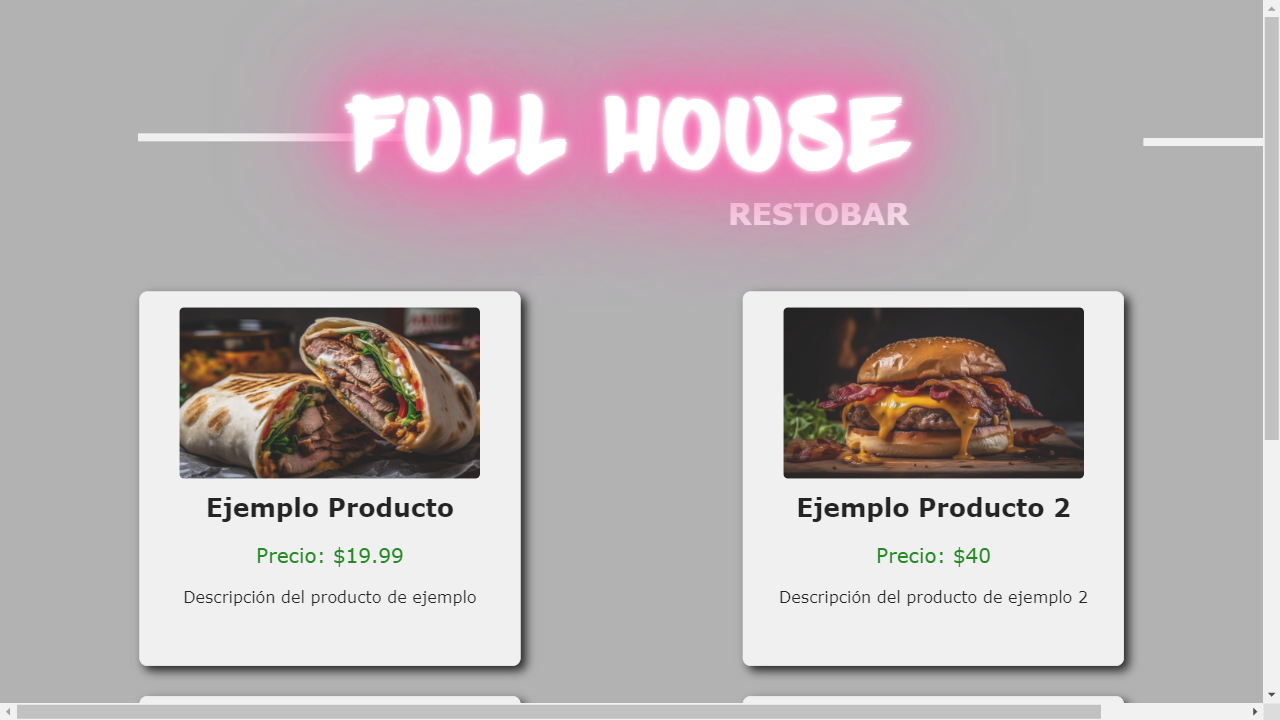 FULL HOUSE
RESTOBAR
Ejemplo Producto
Precio: $19.99
Descripción del producto de ejemplo
Ejemplo Producto 2
Precio: $40
Descripción del producto de ejemplo 2